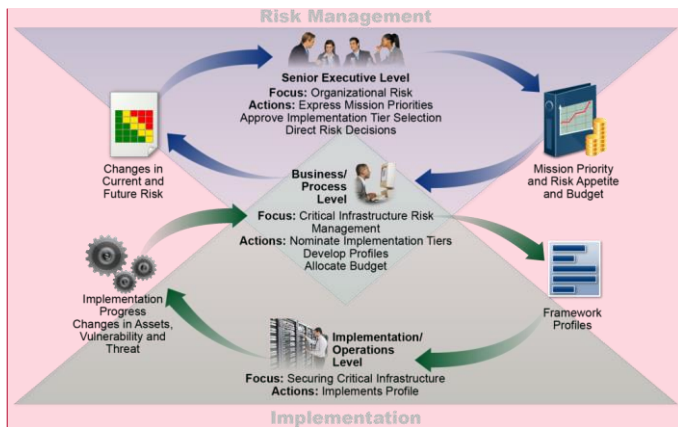 Risk Management
Senior Executive Level
Focus: Organizational Risk
Actions: Express Mission Priorities
Approve Implementation Tier Selection
Direct Risk Decisions
Changes in
Current and
Future Risk
Mission Priority
and Risk Appetite
and Budget
Business/
Process
Level
Focus: Critical Infrastructure Risk
Management
Actions: Nominate Implementation Tiers
Develop Profiles
Allocate Budget
Implementation
Progress
Changes in Assets,
Vulnerability and
Threat
Framework
Profiles
Implementation/
Operations
Level
Focus: Securing Critical Infrastructure
Actions: Implements Profile
Implementation